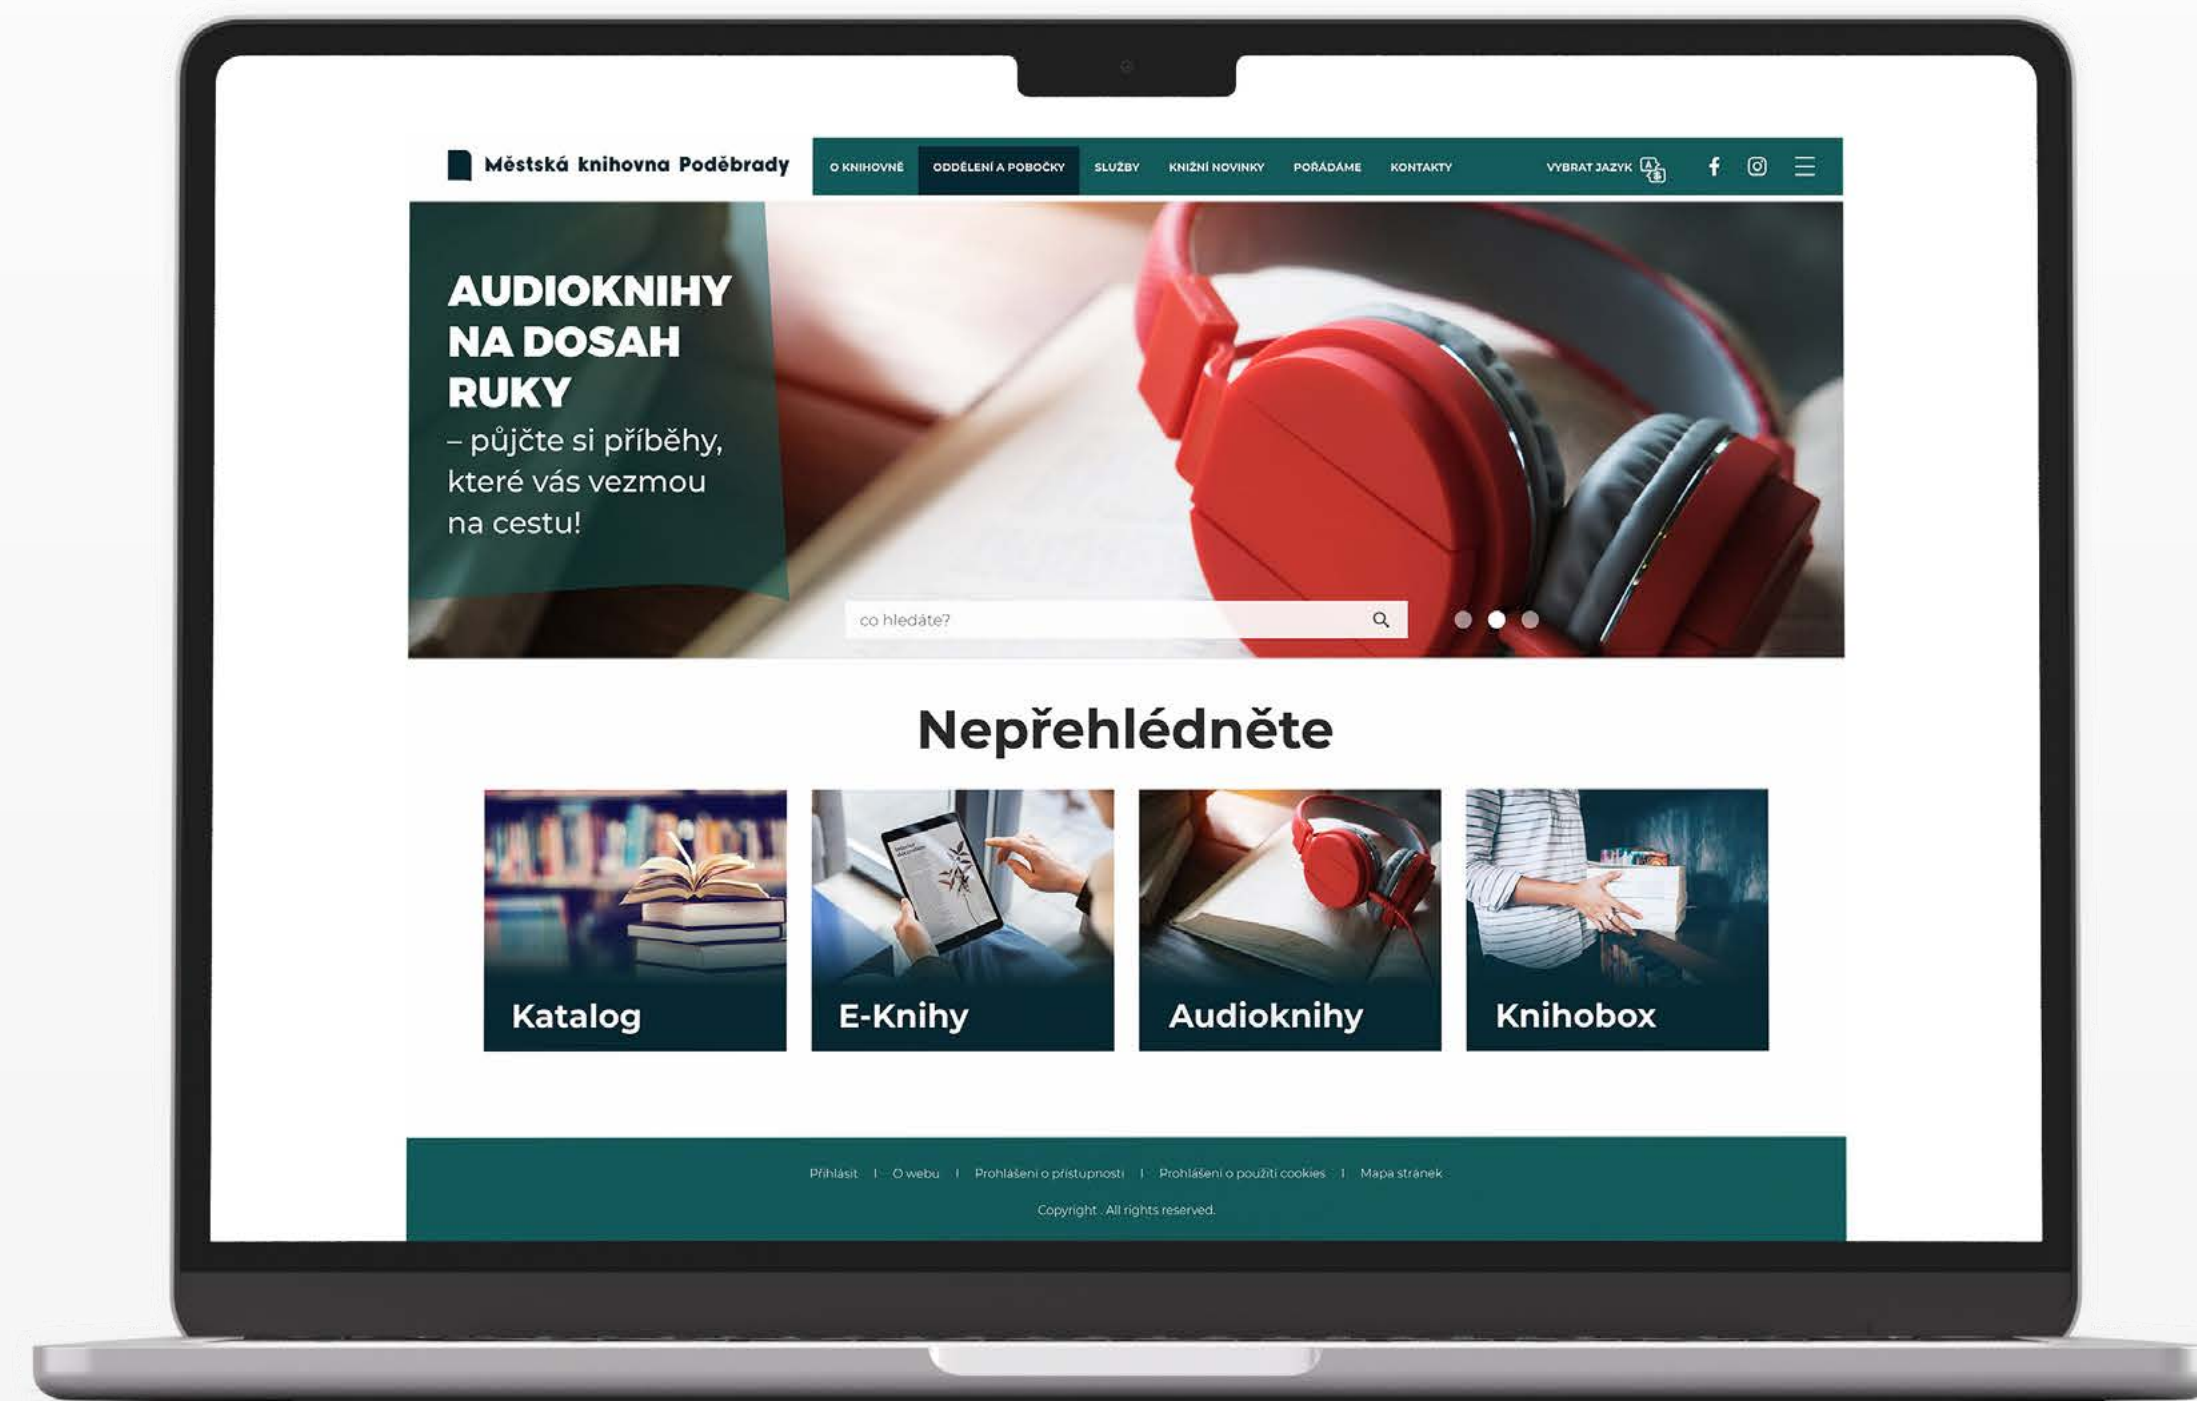 Městská knihovna Poděbrady
O KNIHOVNĚ ODDĚLENÍ A POBOČKY SLUŽBY KNIŽNÍ NOVINKY POŘÁDÁME KONTAKTY VYBRAT JAZYK
AUDIOKNIHY
NA DOSAH
RUKY
– půjčte si příběhy,
které vás vezmou
na cestu!
co hledáte?
Nepřehlédněte
Katalog
E-Knihy
Audioknihy
Knihobox
Přihlásit I O webu I Prohlášení o přístupnosti I Prohlášení o použití cookies I Mapa stránek
Copyright . All rights reserved.